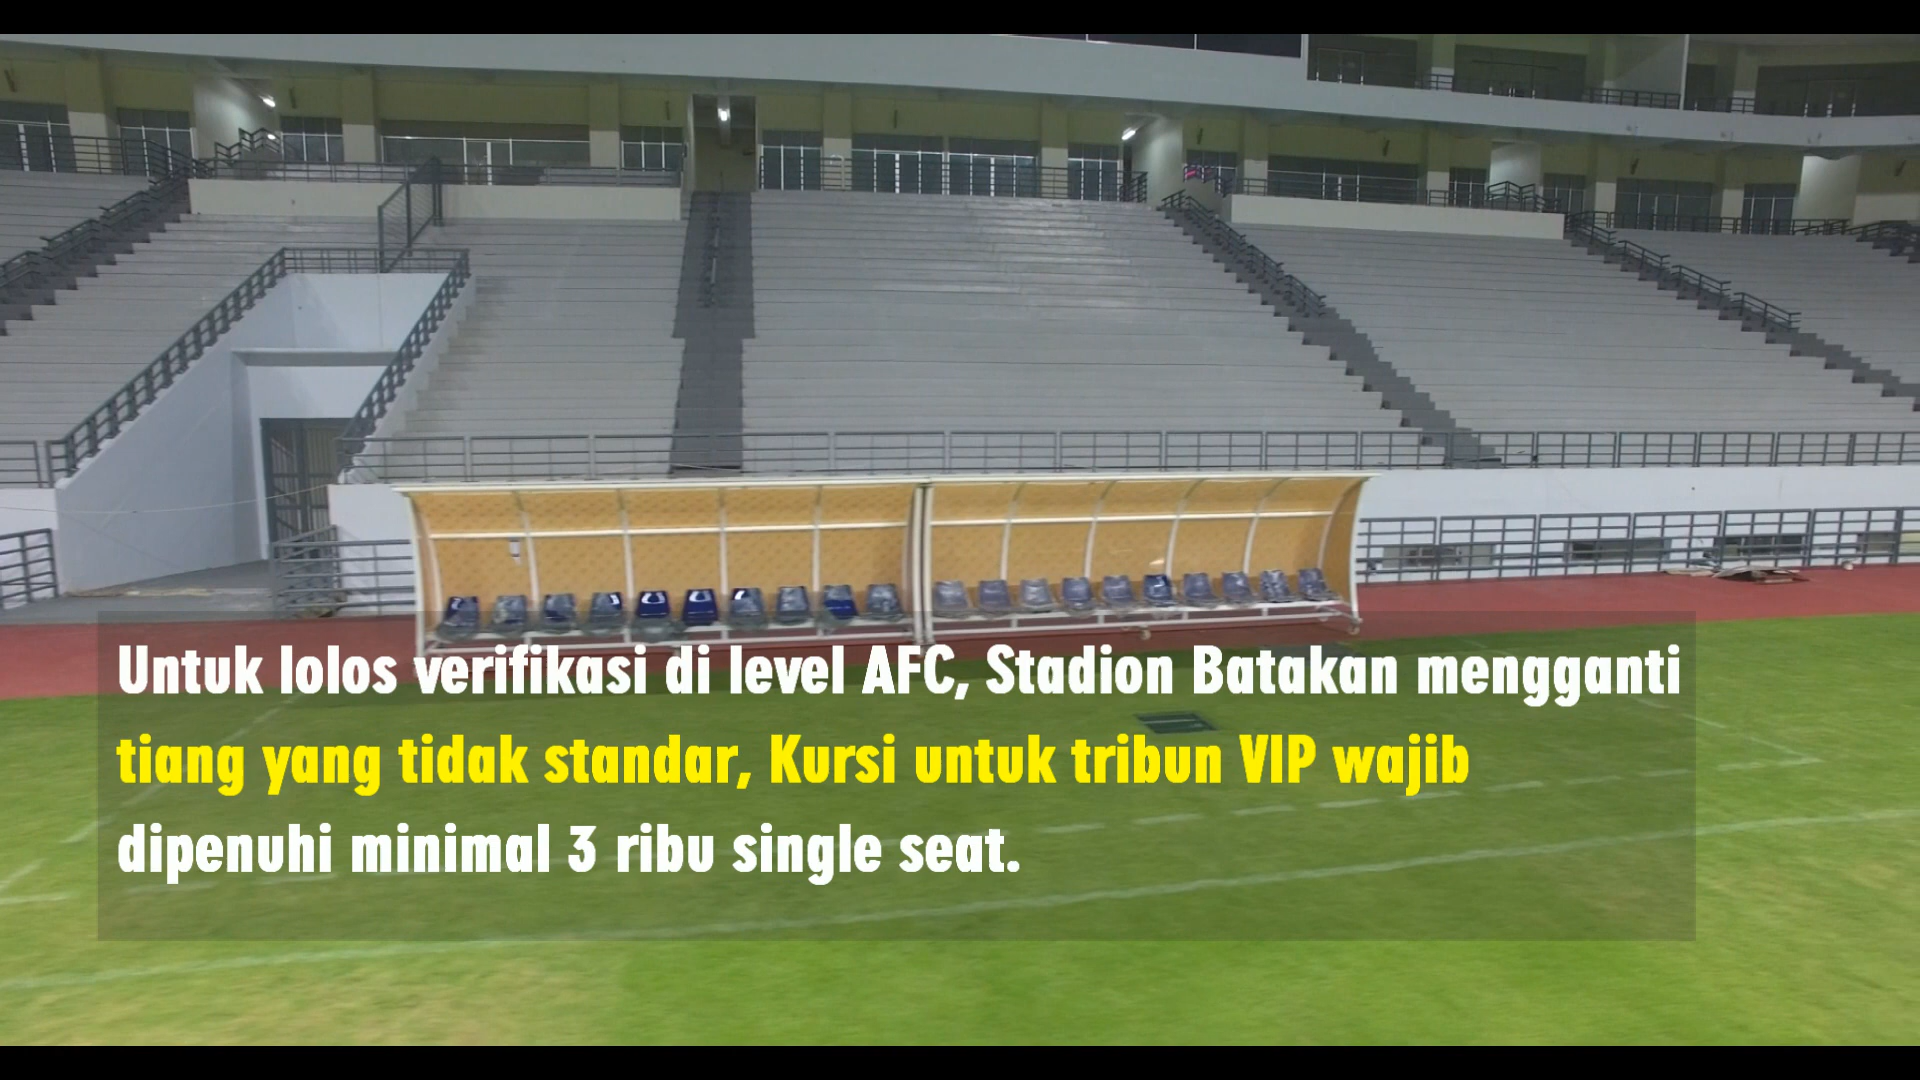 Untuk lolos verifikasi di level AFC, Stadion Batakan mengganti
tiang yang tidak standar, Kursi untuk tribun VIP wajib
dipenuhi minimal 3 ribu single seat.